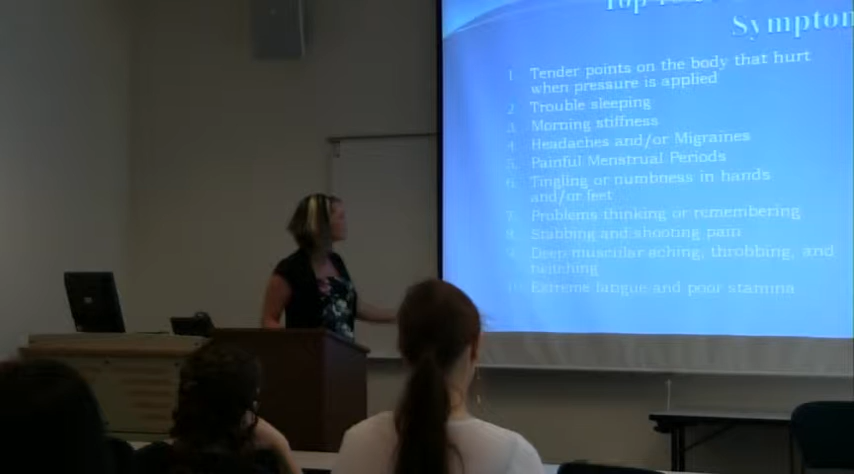 Top
Symptom
1. Tender points on the body that hurt
when pressure is applied
2. Trouble sleeping
3. Morning stiffness
4. Headaches and/or Migraines
5. Painful Menstrual Periods
6. Tingling or numbness in hands
and/or feet
7. Problems thinking or remembering
8. Stabbing and shooting pain
9. Deep muscular aching, throbbing, and
twitching
10. Extreme fatigue and poor stamina